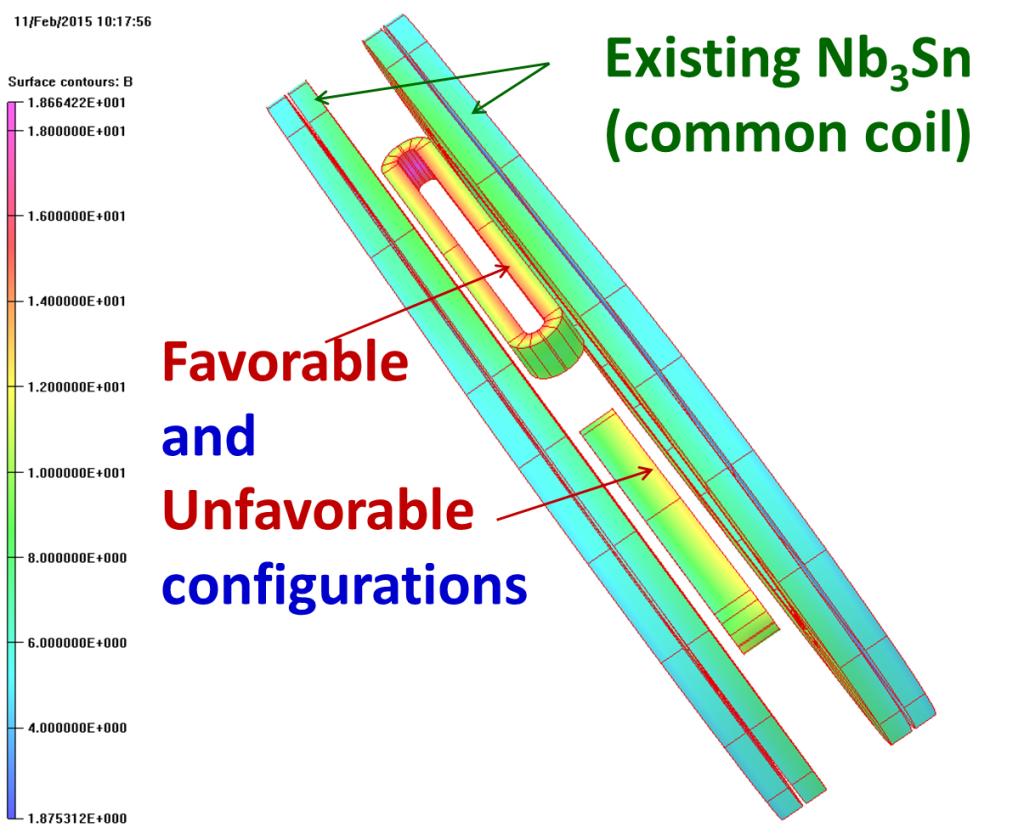 11/Feb/2015 10:17:56
Surface contours: B
1.866422E+001
1.800000E+001
1.600000E+001
1.400000E+001
1.200000E+001
1.000000E+001
8.000000E+000
6.000000E+000
4.000000E+000
1.875312E+000
Existing Nb₃Sn
(common coil)
Favorable
and
Unfavorable
configurations